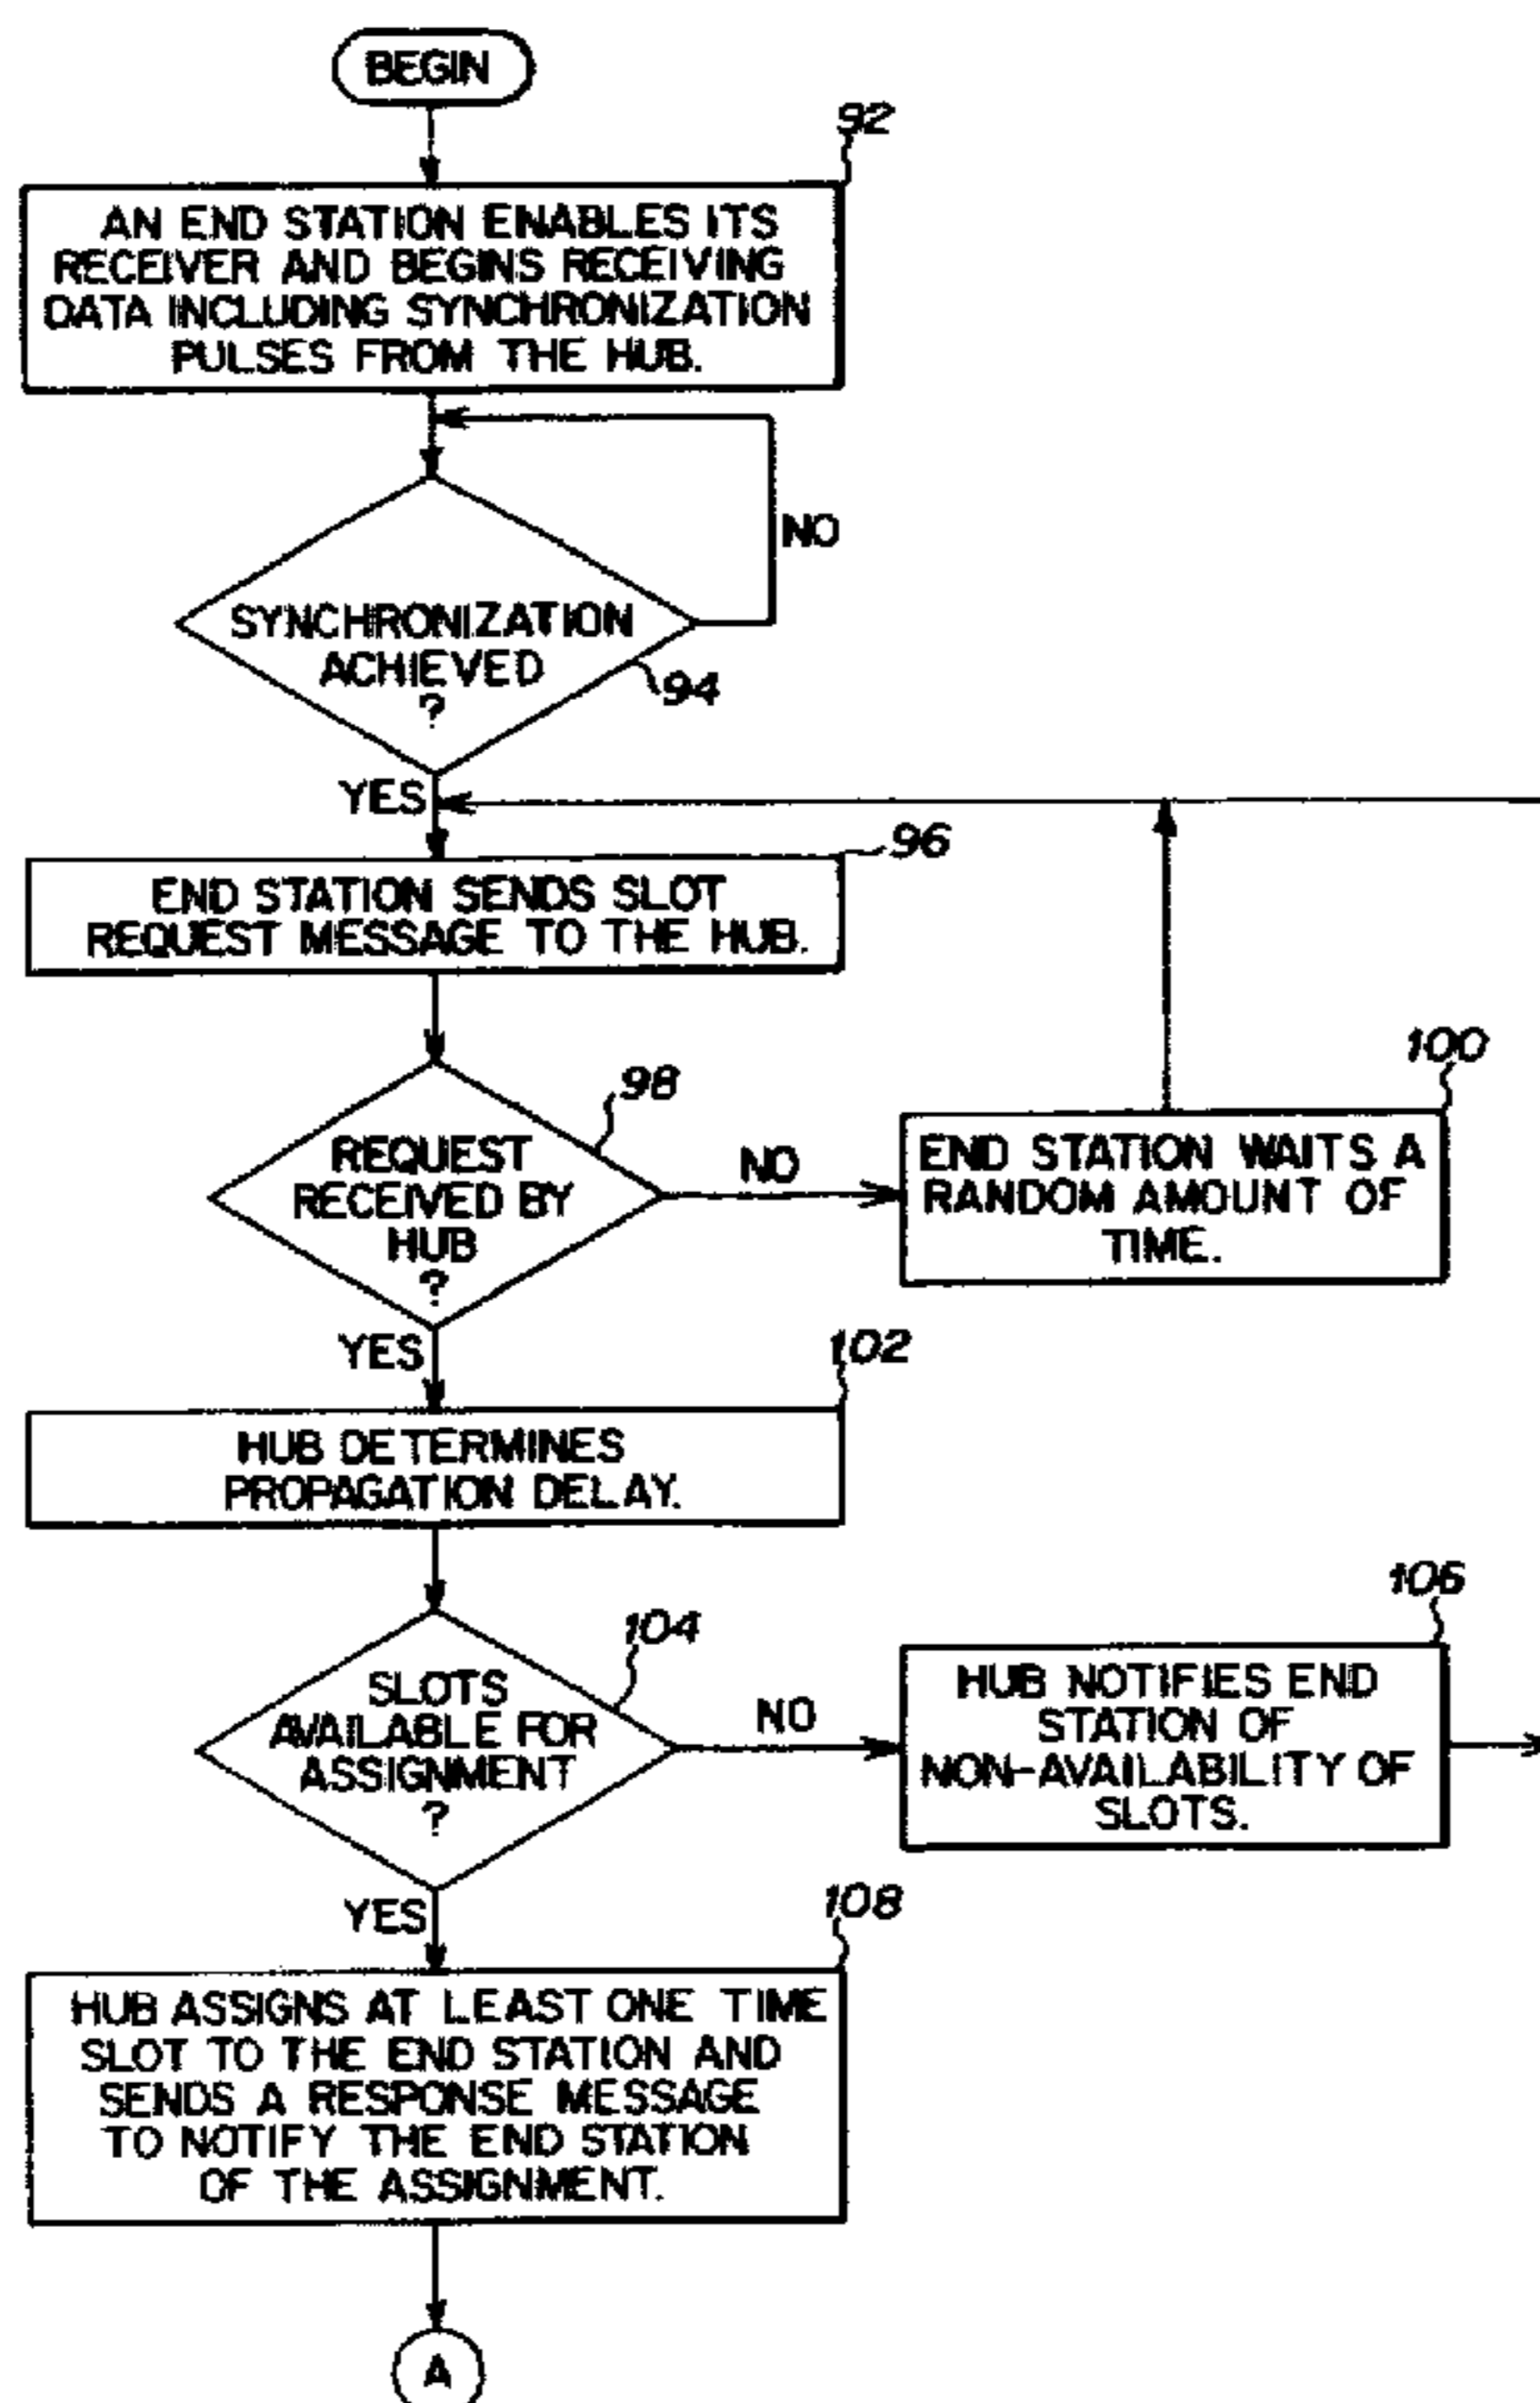 BEGIN
92
AN END STATION ENABLES ITS
RECEIVER AND BEGINS RECEIVING
DATA INCLUDING SYNCHRONIZATION
PULSES FROM THE HUB.
NO
SYNCHRONIZATION
ACHIEVED
?
94
YES
96
END STATION SENDS SLOT
REQUEST MESSAGE TO THE HUB.
98
REQUEST
RECEIVED BY
HUB
?
NO
100
END STATION WAITS A
RANDOM AMOUNT OF
TIME.
YES
102
HUB DETERMINES
PROPAGATION DELAY.
104
SLOTS
AVAILABLE FOR
ASSIGNMENT
?
NO
106
HUB NOTIFIES END
STATION OF
NON-AVAILABILITY OF
SLOTS.
YES
108
HUB ASSIGNS AT LEAST ONE TIME
SLOT TO THE END STATION AND
SENDS A RESPONSE MESSAGE
TO NOTIFY THE END STATION
OF THE ASSIGNMENT.
A